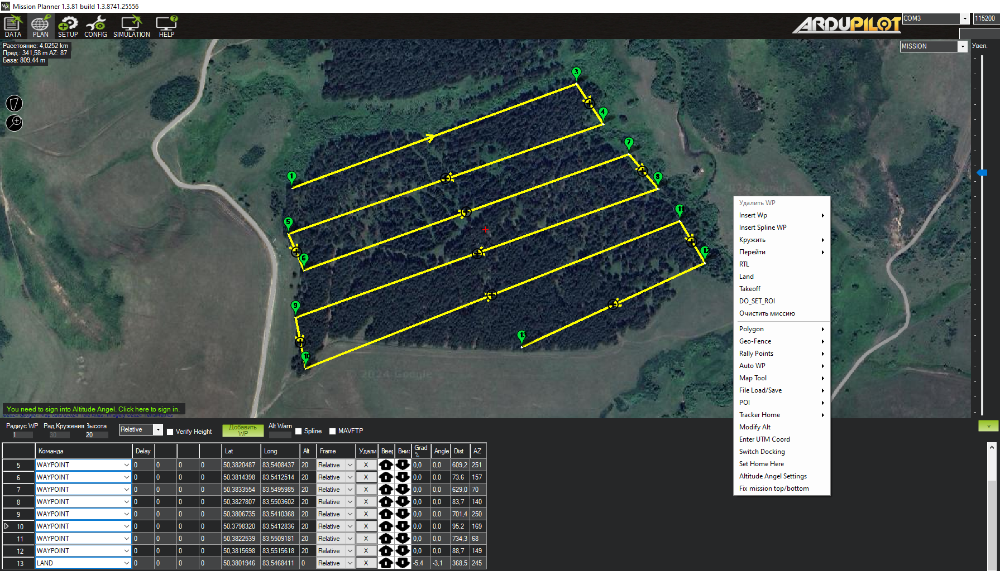 Mission Planner 1.3.81 build 1.3.8741.25556
DATA
PLAN
SETUP
CONFIG
SIMULATION
HELP
ARDUPILOT
COM3
115200
Расстояние: 4,0252 km
Пред.: 341,58 m AZ: 87
База: 809,44 m
MISSION
Увел.
3
4
7
1
8
11
5
6
12
9
13
10
Удалить WP
Insert Wp
Insert Spline WP
Кружить
Перейти
RTL
Land
Takeoff
DO_SET_ROI
Очистить миссию
Polygon
Geo-Fence
Rally Points
Auto WP
Map Tool
File Load/Save
POI
Tracker Home
Modify Alt
Enter UTM Coord
Switch Docking
Set Home Here
Altitude Angel Settings
Fix mission top/bottom
2024 Google
You need to sign into Altitude Angel. Click here to sign in.
©2024 Google - Map data ©2024 Tele Atlas, Imagery ©2024 TerraMetrics
Радиус WP
1
Рад.Кружения
30
Высота
20
Relative
Verify Height
Добавить WP
Alt Warn
Spline
MAVFTP
v
Команда Delay Lat Long Alt Frame Удали Ввер Вниз Grad % Angle Dist AZ
5 WAYPOINT 0 0 0 0 50,3820487 83,5408437 20 Relative X 0,0 0,0 609,2 251
6 WAYPOINT 0 0 0 0 50,3814398 83,5412514 20 Relative X 0,0 0,0 73,6 157
7 WAYPOINT 0 0 0 0 50,3833554 83,5495985 20 Relative X 0,0 0,0 629,0 70
8 WAYPOINT 0 0 0 0 50,3827807 83,5503602 20 Relative X 0,0 0,0 83,7 140
9 WAYPOINT 0 0 0 0 50,3806735 83,5410368 20 Relative X 0,0 0,0 701,4 250
10 WAYPOINT 0 0 0 0 50,3798320 83,5412836 20 Relative X 0,0 0,0 95,2 169
11 WAYPOINT 0 0 0 0 50,3822539 83,5509181 20 Relative X 0,0 0,0 734,3 68
12 WAYPOINT 0 0 0 0 50,3815698 83,5515618 20 Relative X 0,0 0,0 88,7 149
13 LAND 0 0 0 0 50,3801946 83,5468411 0 Relative X -5,4 -3,1 368,5 245